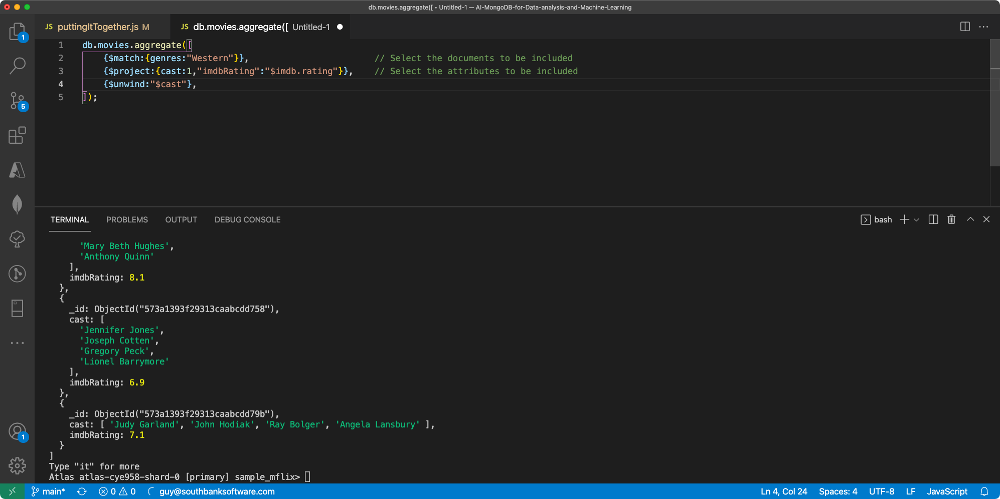 db.movies.aggregate([ • Untitled-1 — AI-MongoDB-for-Data-analysis-and-Machine-Learning
JS puttingItTogether.js M
JS db.movies.aggregate([ Untitled-1
1 db.movies.aggregate([
2     {$match:{genres:"Western"}},                        // Select the documents to be included
3     {$project:{cast:1,"imdbRating":"$imdb.rating"}},    // Select the attributes to be included
4     {$unwind:"$cast"},
5 ]);
1
5
TERMINAL PROBLEMS OUTPUT DEBUG CONSOLE bash
      'Mary Beth Hughes',
      'Anthony Quinn'
    ],
    imdbRating: 8.1
  },
  {
    _id: ObjectId("573a1393f29313caabcdd758"),
    cast: [
      'Jennifer Jones',
      'Joseph Cotten',
      'Gregory Peck',
      'Lionel Barrymore'
    ],
    imdbRating: 6.9
  },
  {
    _id: ObjectId("573a1393f29313caabcdd79b"),
    cast: [ 'Judy Garland', 'John Hodiak', 'Ray Bolger', 'Angela Lansbury' ],
    imdbRating: 7.1
  }
]
Type "it" for more
Atlas atlas-cye958-shard-0 [primary] sample_mflix>
1
main* 0 0 guy@southbanksoftware.com Ln 4, Col 24 Spaces: 4 UTF-8 LF JavaScript